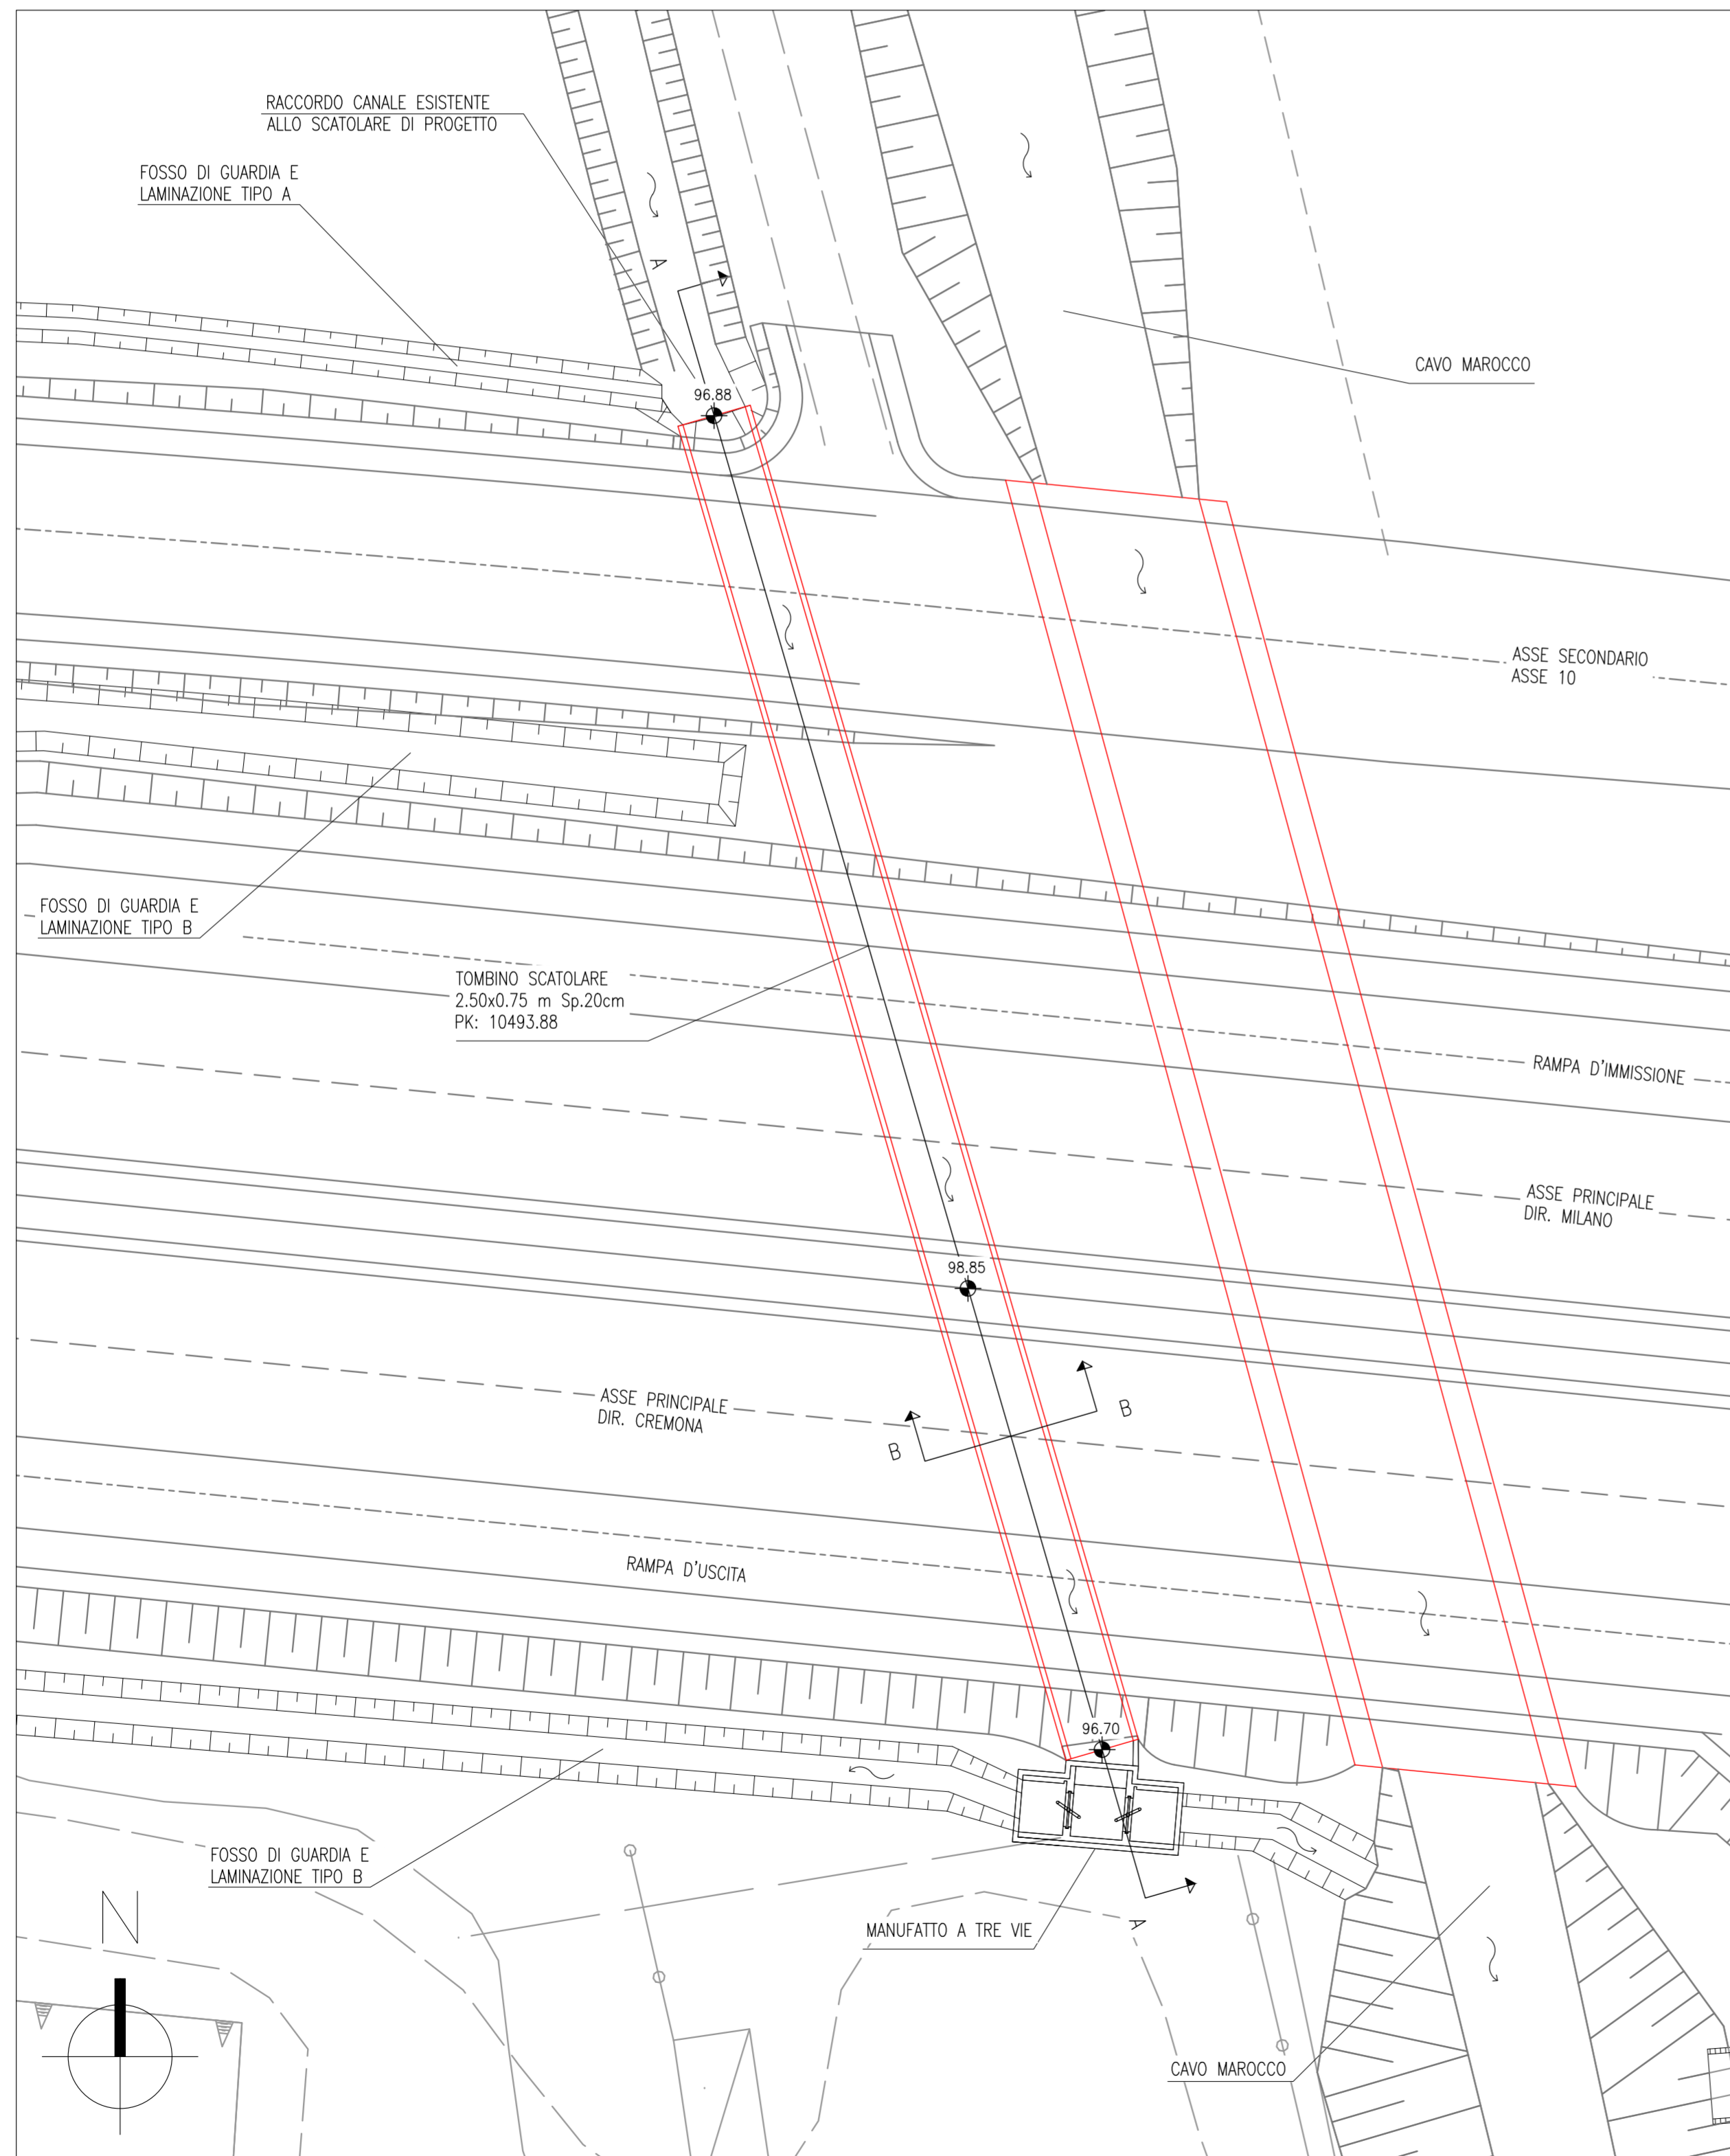 RACCORDO CANALE ESISTENTE
ALLO SCATOLARE DI PROGETTO
FOSSO DI GUARDIA E
LAMINAZIONE TIPO A
A
96.88
CAVO MAROCCO
ASSE SECONDARIO
ASSE 10
FOSSO DI GUARDIA E
LAMINAZIONE TIPO B
TOMBINO SCATOLARE
2.50x0.75 m Sp.20cm
PK: 10493.88
RAMPA D'IMMISSIONE
ASSE PRINCIPALE
DIR. MILANO
98.85
ASSE PRINCIPALE
DIR. CREMONA
B
B
RAMPA D'USCITA
96.70
FOSSO DI GUARDIA E
LAMINAZIONE TIPO B
N
MANUFATTO A TRE VIE
A
CAVO MAROCCO